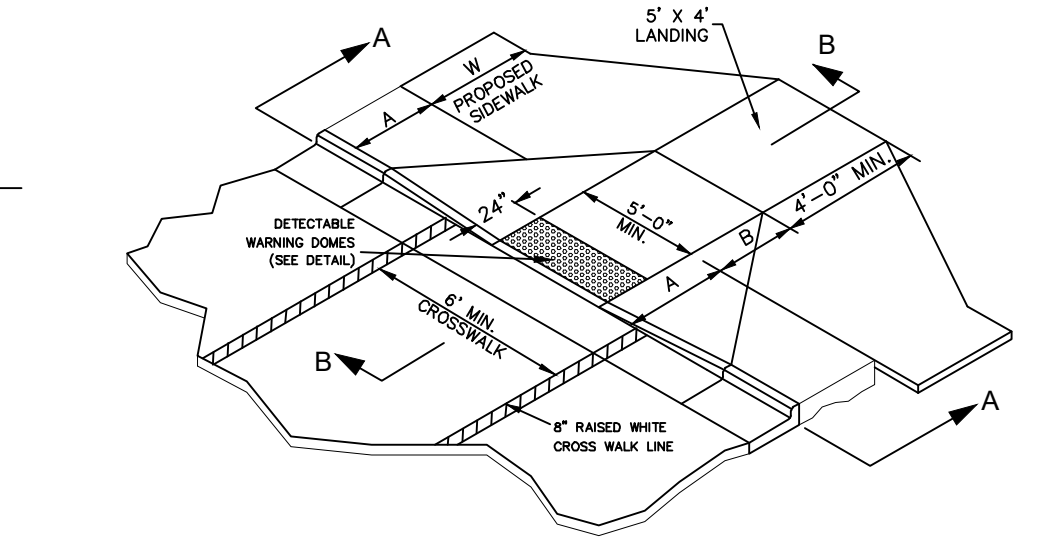 5' X 4'
LANDING
A
B
W
PROPOSED
SIDEWALK
A
4'-0" MIN.
24"
5'-0"
MIN.
DETECTABLE
WARNING DOMES
(SEE DETAIL)
B
A
6' MIN.
CROSSWALK
B
A
8" RAISED WHITE
CROSS WALK LINE